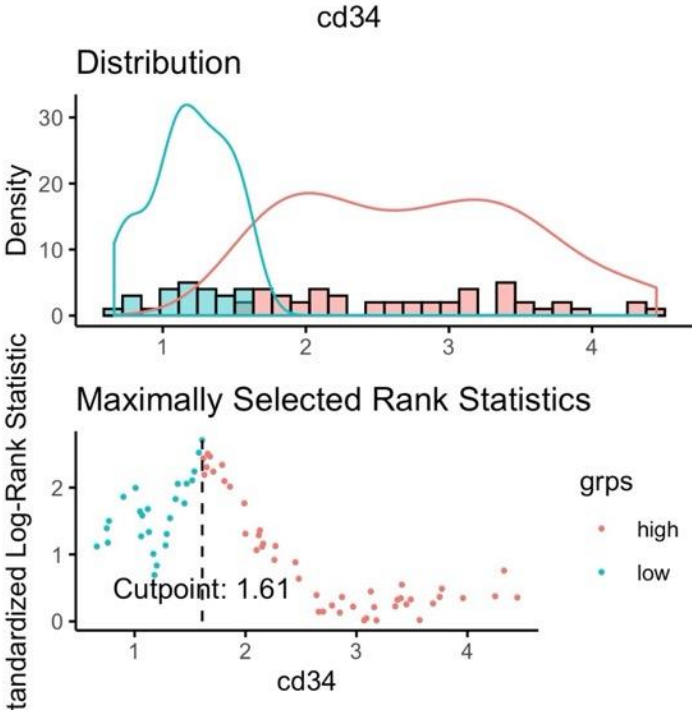 cd34
Distribution
Density
30
20
10
0
1 2 3 4
Maximally Selected Rank Statistics
tandardized Log-Rank Statistic
2
1
0
Cutpoint: 1.61
1 2 3 4
cd34
grps
high
low